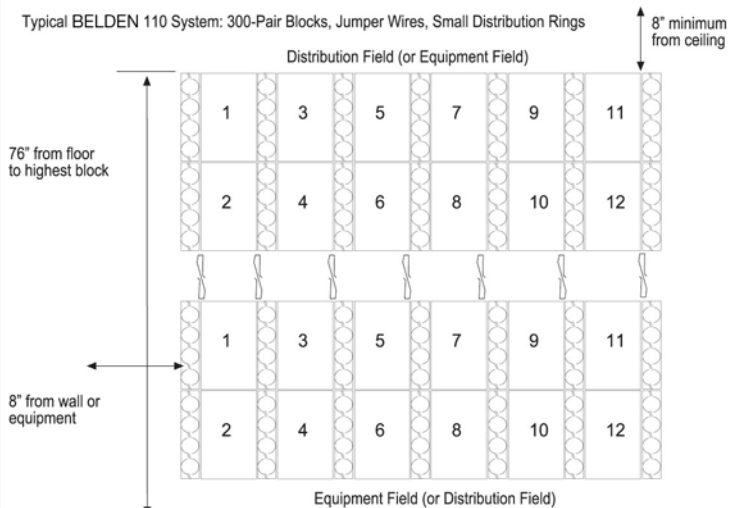 Typical BELDEN 110 System: 300-Pair Blocks, Jumper Wires, Small Distribution Rings
8" minimum
from ceiling
Distribution Field (or Equipment Field)
76" from floor
to highest block
1 3 5 7 9 11
2 4 6 8 10 12
1 3 5 7 9 11
8" from wall or
equipment
2 4 6 8 10 12
Equipment Field (or Distribution Field)